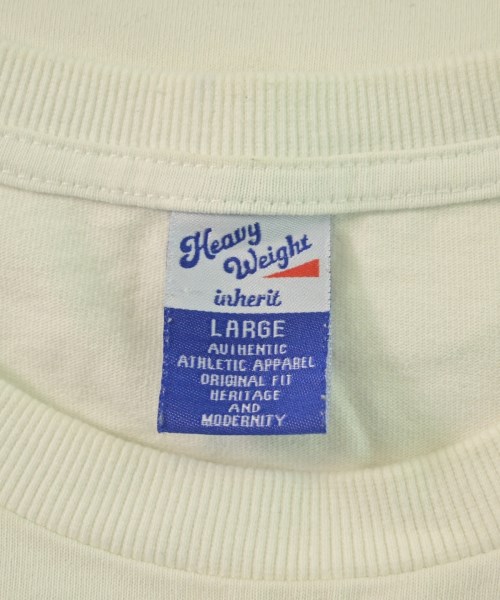 Heavy
Weight
inherit
LARGE
AUTHENTIC
ATHLETIC APPAREL
ORIGINAL FIT
HERITAGE
AND
MODERNITY